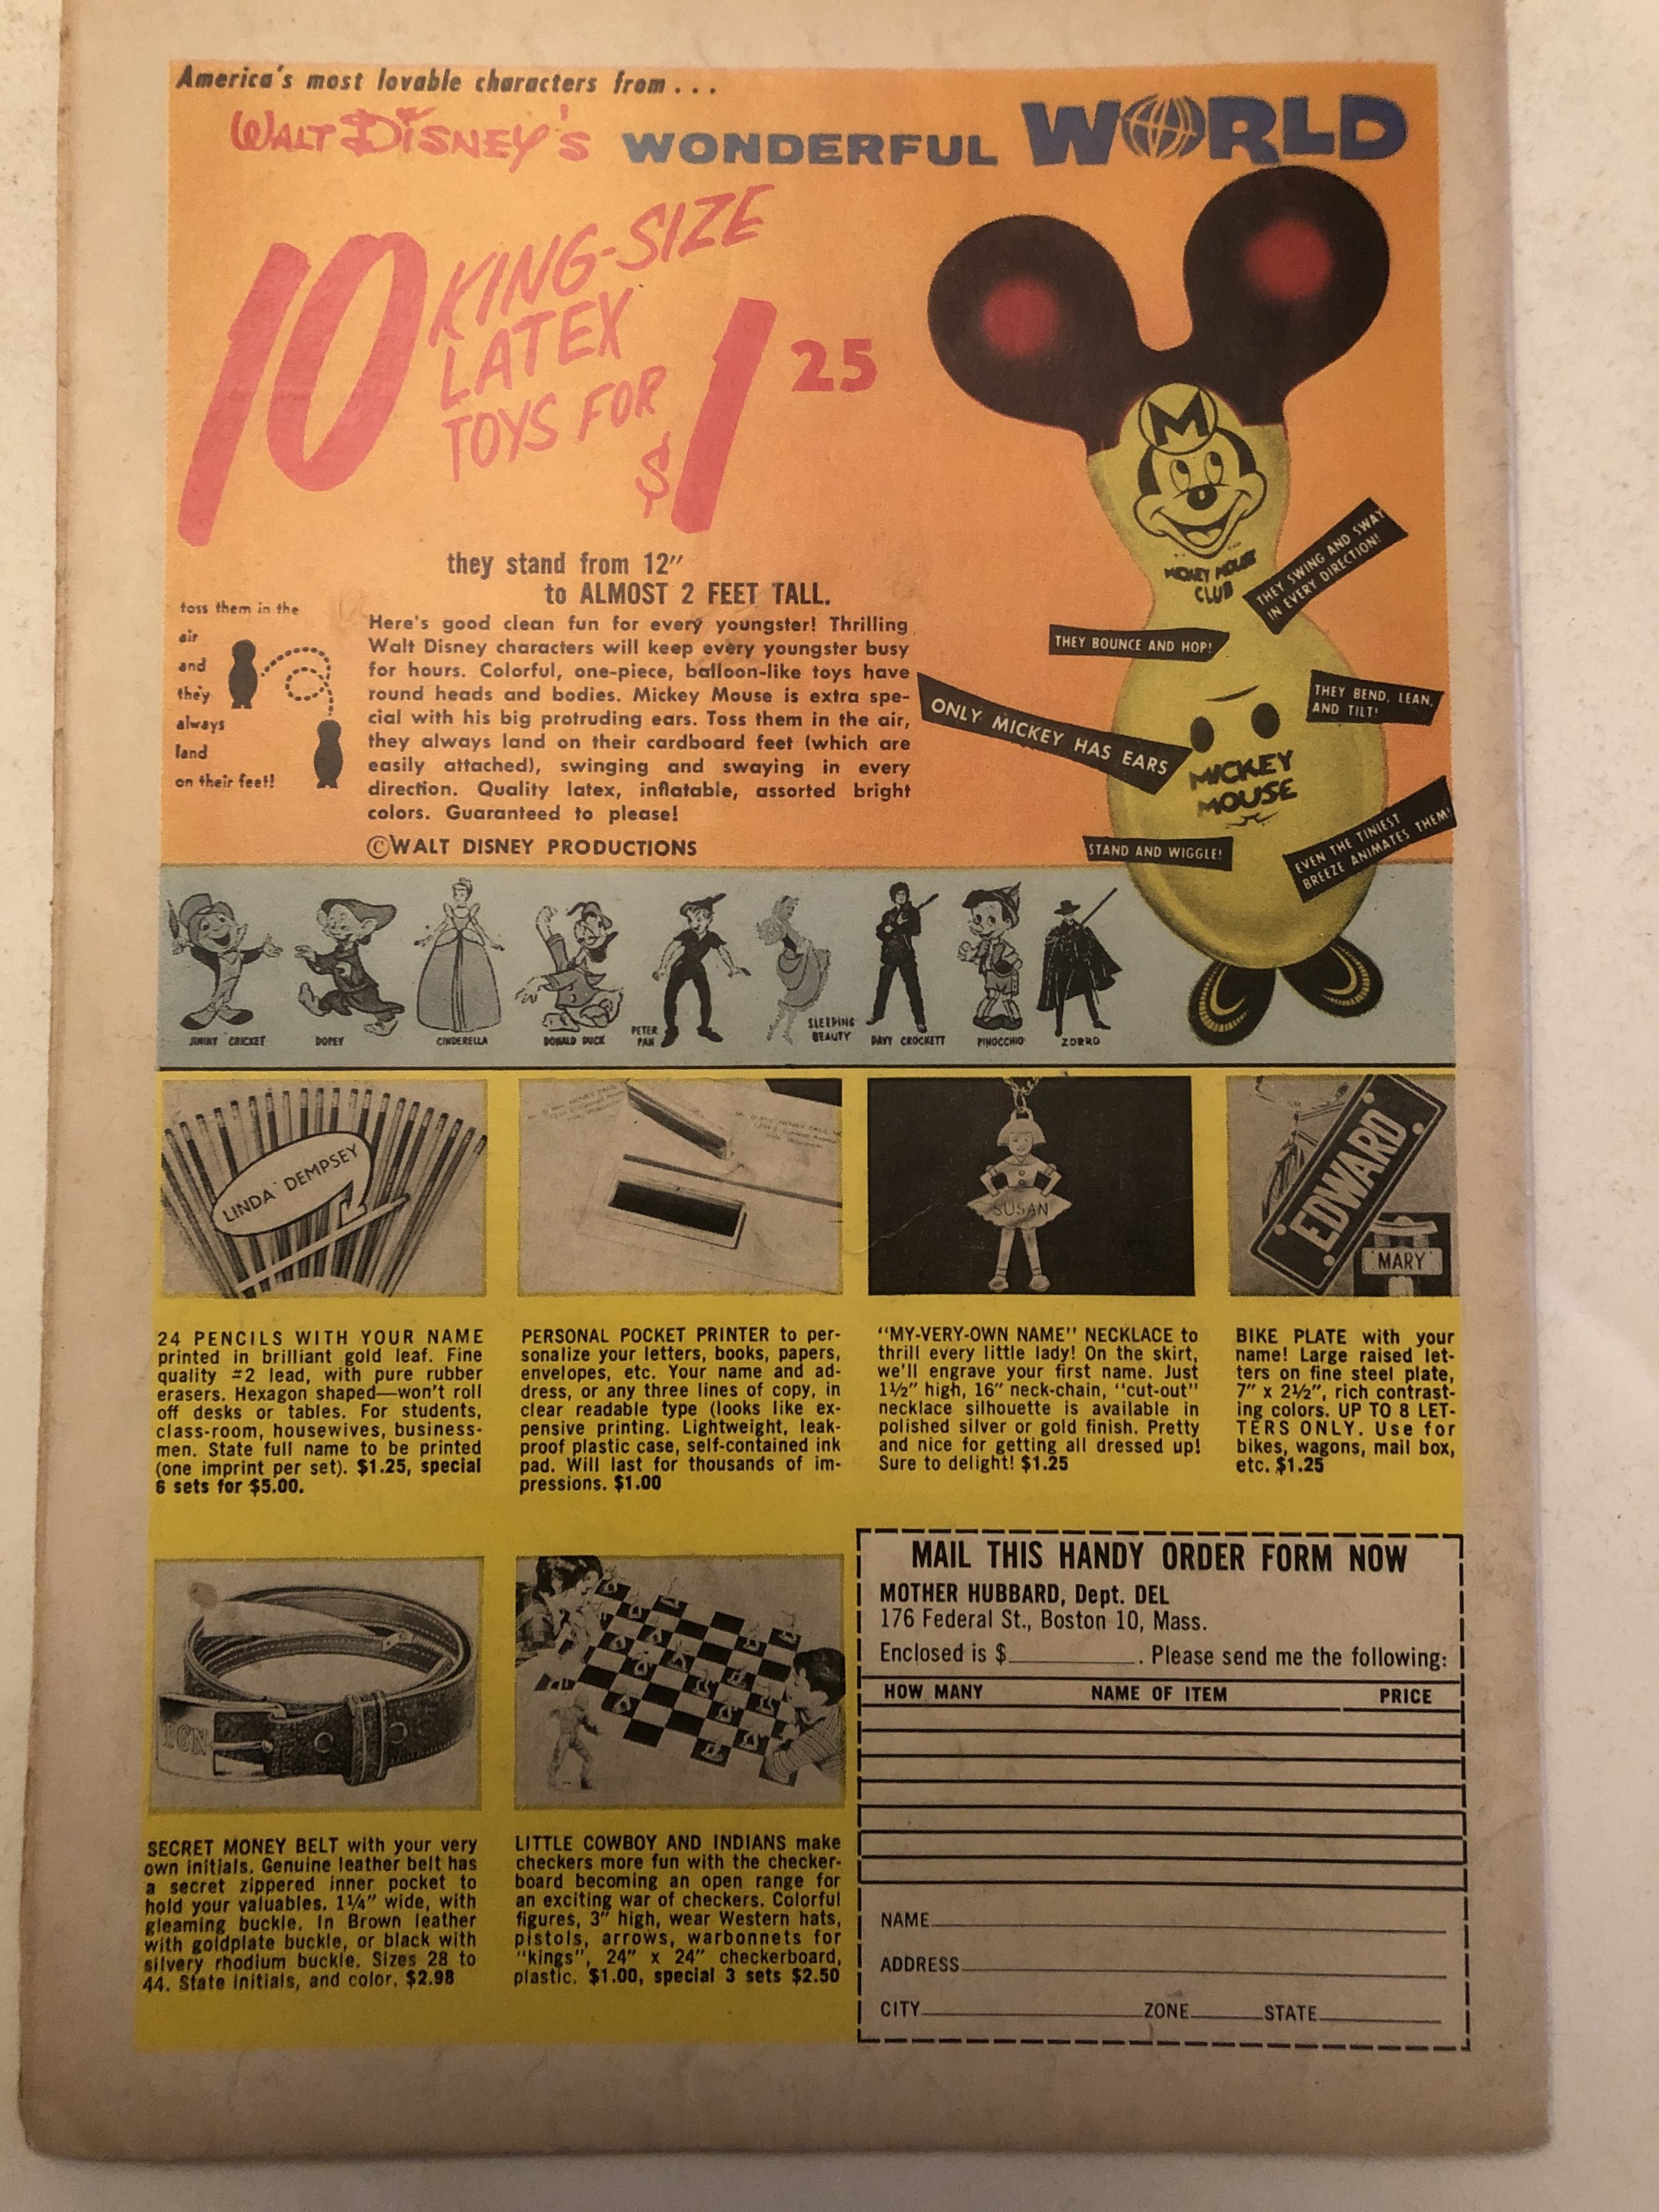 America's most lovable characters from . . .
WALT DISNEY'S WONDERFUL WORLD
10 KING-SIZE
LATEX
TOYS FOR
$1 25
they stand from 12"
to ALMOST 2 FEET TALL.
toss them in the
air
and
they
always
land
on their feet!
Here's good clean fun for every youngster! Thrilling
Walt Disney characters will keep every youngster busy
for hours. Colorful, one-piece, balloon-like toys have
round heads and bodies. Mickey Mouse is extra spe-
cial with his big protruding ears. Toss them in the air,
they always land on their cardboard feet (which are
easily attached), swinging and swaying in every
direction. Quality latex, inflatable, assorted bright
colors. Guaranteed to please!
©WALT DISNEY PRODUCTIONS
M
MICKEY MOUSE
CLUB
THEY SWING AND SWAY
IN EVERY DIRECTION!
THEY BOUNCE AND HOP!
THEY BEND, LEAN,
AND TILT!
ONLY MICKEY HAS EARS
MICKEY
MOUSE
STAND AND WIGGLE!
EVEN THE TINIEST
BREEZE ANIMATES THEM!
JIMINY CRICKET
DOPEY
CINDERELLA
DONALD DUCK
PETER
PAN
SLEEPING
BEAUTY
DAVY CROCKETT
PINOCCHIO
ZORRO
LINDA DEMPSEY
SUSAN
EDWARD
MARY
24 PENCILS WITH YOUR NAME
printed in brilliant gold leaf. Fine
quality #2 lead, with pure rubber
erasers. Hexagon shaped—won't roll
off desks or tables. For students,
class-room, housewives, business-
men. State full name to be printed
(one imprint per set). $1.25, special
6 sets for $5.00.
PERSONAL POCKET PRINTER to per-
sonalize your letters, books, papers,
envelopes, etc. Your name and ad-
dress, or any three lines of copy, in
clear readable type (looks like ex-
pensive printing. Lightweight, leak-
proof plastic case, self-contained ink
pad. Will last for thousands of im-
pressions. $1.00
"MY-VERY-OWN NAME" NECKLACE to
thrill every little lady! On the skirt,
we'll engrave your first name. Just
1½" high, 16" neck-chain, "cut-out"
necklace silhouette is available in
polished silver or gold finish. Pretty
and nice for getting all dressed up!
Sure to delight! $1.25
BIKE PLATE with your
name! Large raised let-
ters on fine steel plate,
7" x 2½", rich contrast-
ing colors. UP TO 8 LET-
TERS ONLY. Use for
bikes, wagons, mail box,
etc. $1.25
SECRET MONEY BELT with your very
own initials. Genuine leather belt has
a secret zippered inner pocket to
hold your valuables. 1¼" wide, with
gleaming buckle. In Brown leather
with goldplate buckle, or black with
silvery rhodium buckle. Sizes 28 to
44. State initials, and color. $2.98
LITTLE COWBOY AND INDIANS make
checkers more fun with the checker-
board becoming an open range for
an exciting war of checkers. Colorful
figures, 3" high, wear Western hats,
pistols, arrows, warbonnets for
"kings", 24" x 24" checkerboard,
plastic. $1.00, special 3 sets $2.50
MAIL THIS HANDY ORDER FORM NOW
MOTHER HUBBARD, Dept. DEL
176 Federal St., Boston 10, Mass.
Enclosed is $____________. Please send me the following:
HOW MANY NAME OF ITEM PRICE
NAME
ADDRESS
CITY ZONE STATE